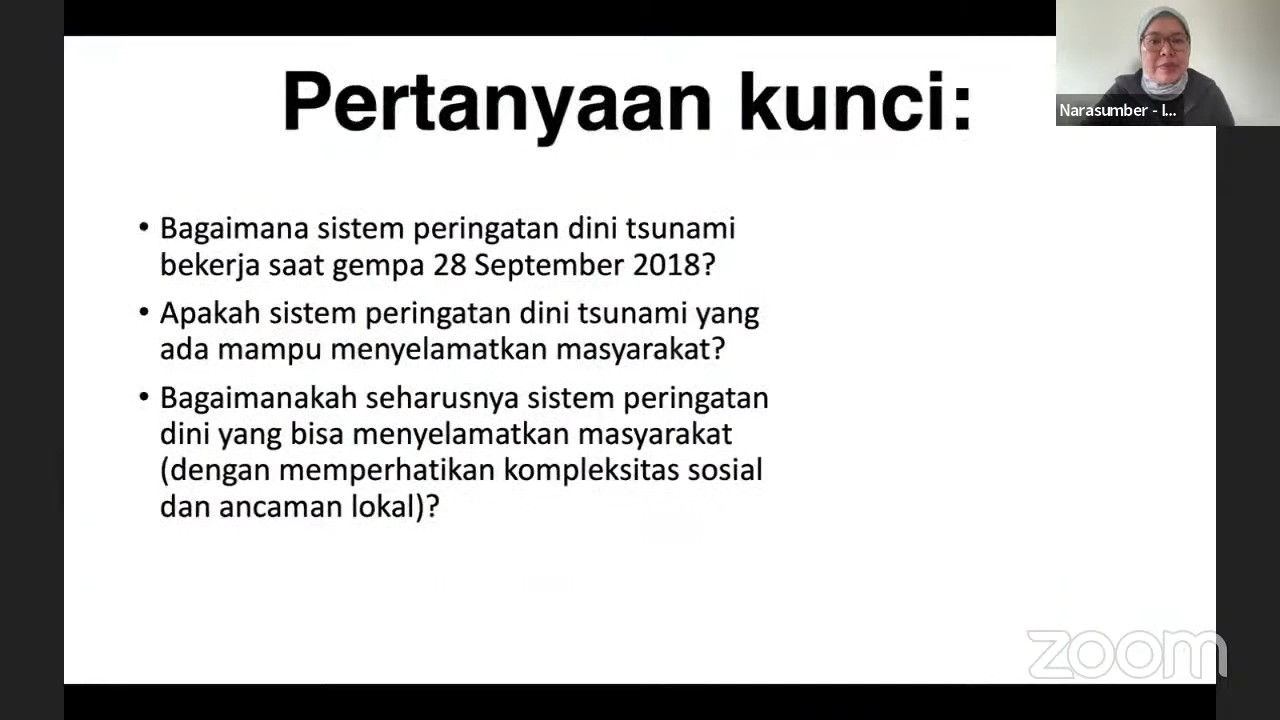 Pertanyaan kunci:
Narasumber - I...
• Bagaimana sistem peringatan dini tsunami
bekerja saat gempa 28 September 2018?
• Apakah sistem peringatan dini tsunami yang
ada mampu menyelamatkan masyarakat?
• Bagaimanakah seharusnya sistem peringatan
dini yang bisa menyelamatkan masyarakat
(dengan memperhatikan kompleksitas sosial
dan ancaman lokal)?
zoom